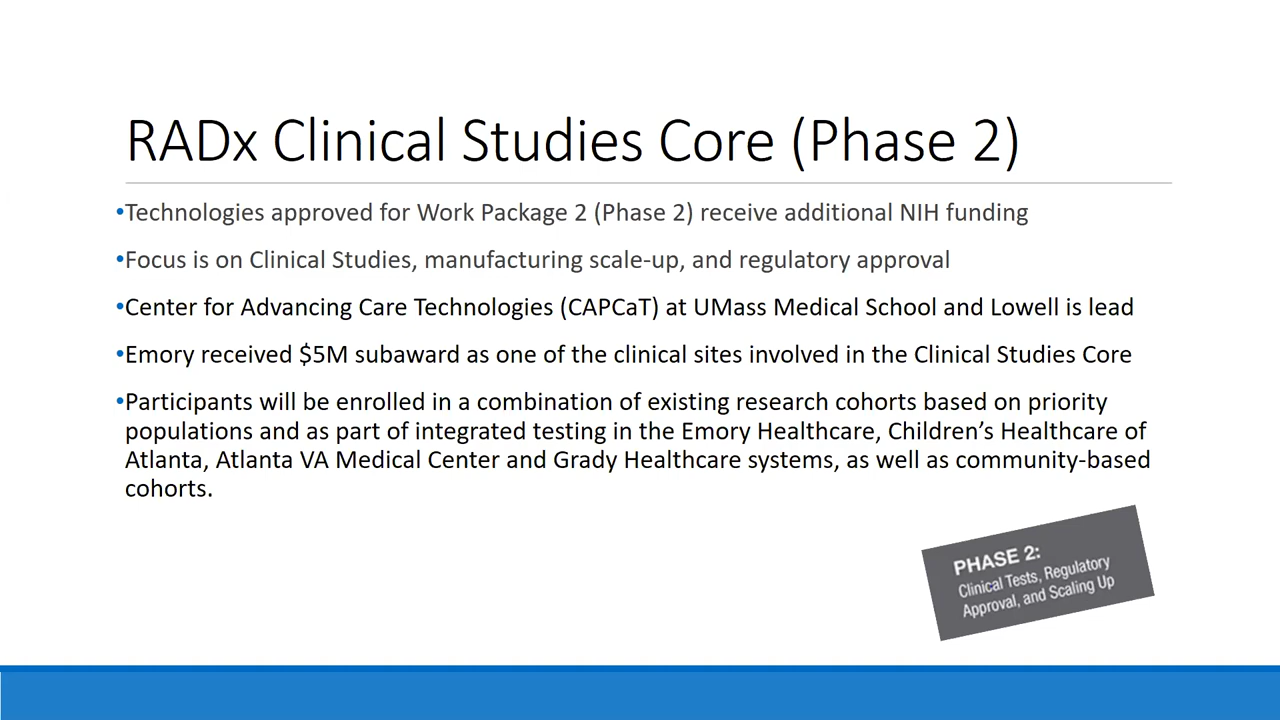 RADx Clinical Studies Core (Phase 2)
•Technologies approved for Work Package 2 (Phase 2) receive additional NIH funding
•Focus is on Clinical Studies, manufacturing scale-up, and regulatory approval
•Center for Advancing Care Technologies (CAPCaT) at UMass Medical School and Lowell is lead
•Emory received $5M subaward as one of the clinical sites involved in the Clinical Studies Core
•Participants will be enrolled in a combination of existing research cohorts based on priority
populations and as part of integrated testing in the Emory Healthcare, Children’s Healthcare of
Atlanta, Atlanta VA Medical Center and Grady Healthcare systems, as well as community-based
cohorts.
PHASE 2:
Clinical Tests, Regulatory
Approval, and Scaling Up